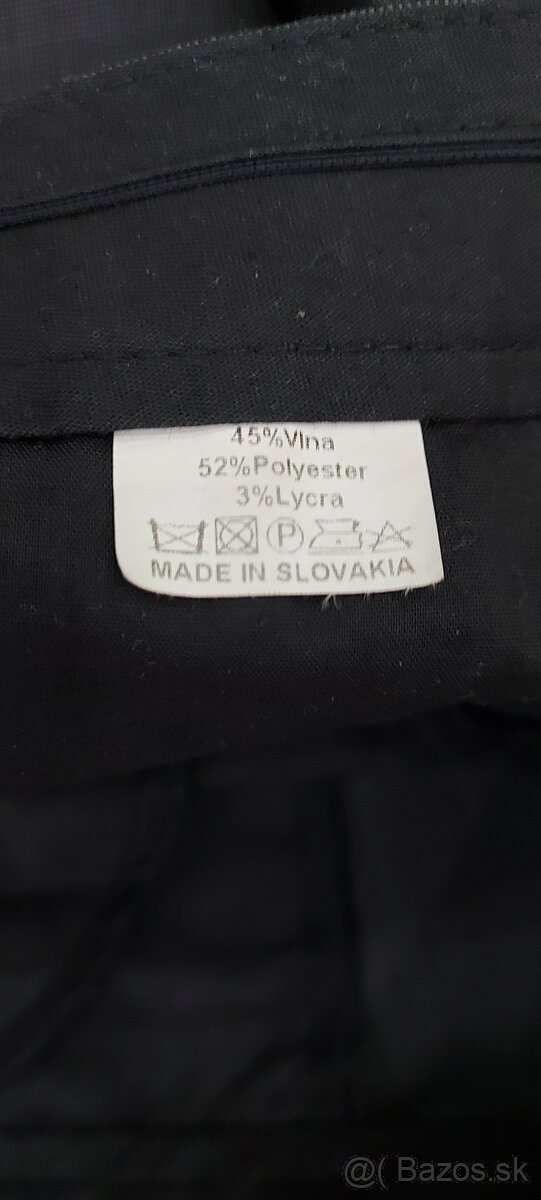 45%Vlna
52%Polyester
3%Lycra
P
MADE IN SLOVAKIA
@( Bazos.sk